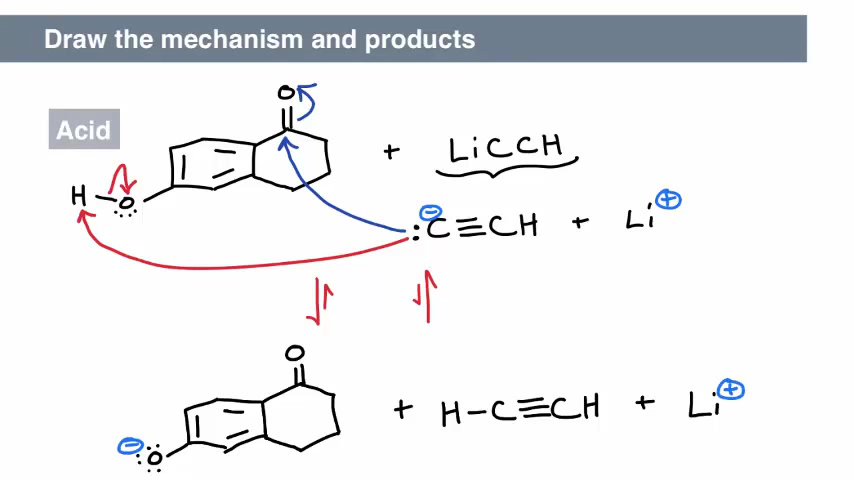 Draw the mechanism and products
O
Acid
+ LiCCH
H O
⊖
:C≡CH + Li⊕
O
+ H-C≡CH + Li⊕
⊖ O